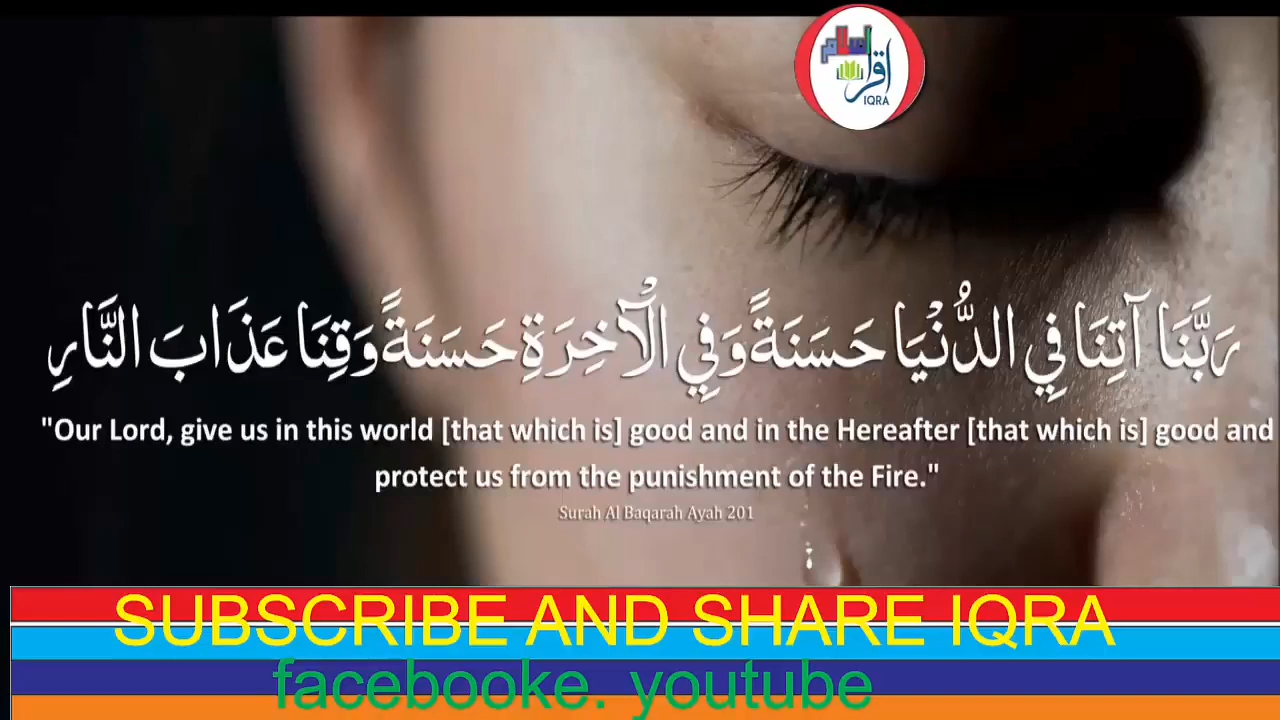 اسلام
اقرا
IQRA
رَبَّنَا آتِنَا فِي الدُّنْيَا حَسَنَةً وَفِي الْآخِرَةِ حَسَنَةً وَقِنَا عَذَابَ النَّارِ
"Our Lord, give us in this world [that which is] good and in the Hereafter [that which is] good and
protect us from the punishment of the Fire."
Surah Al Baqarah Ayah 201
SUBSCRIBE AND SHARE IQRA
facebooke. youtube